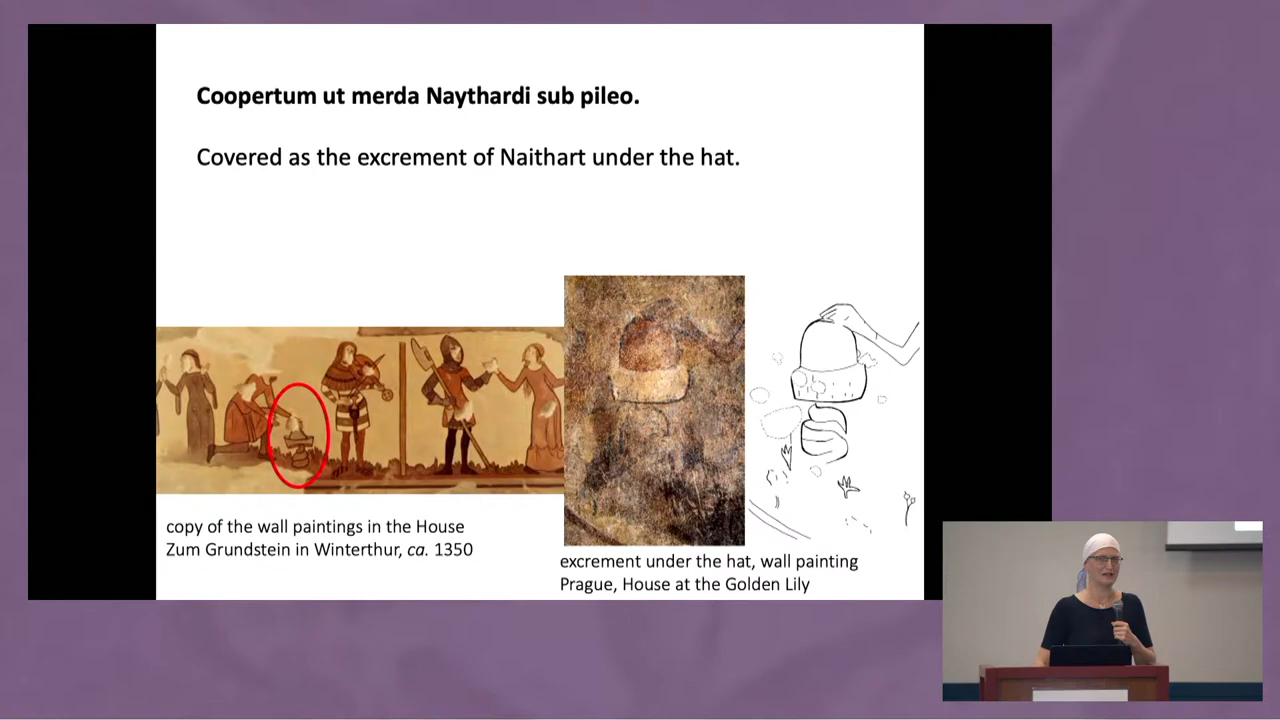 Coopertum ut merda Naythardi sub pileo.
Covered as the excrement of Naithart under the hat.
copy of the wall paintings in the House
Zum Grundstein in Winterthur, ca. 1350
excrement under the hat, wall painting
Prague, House at the Golden Lily